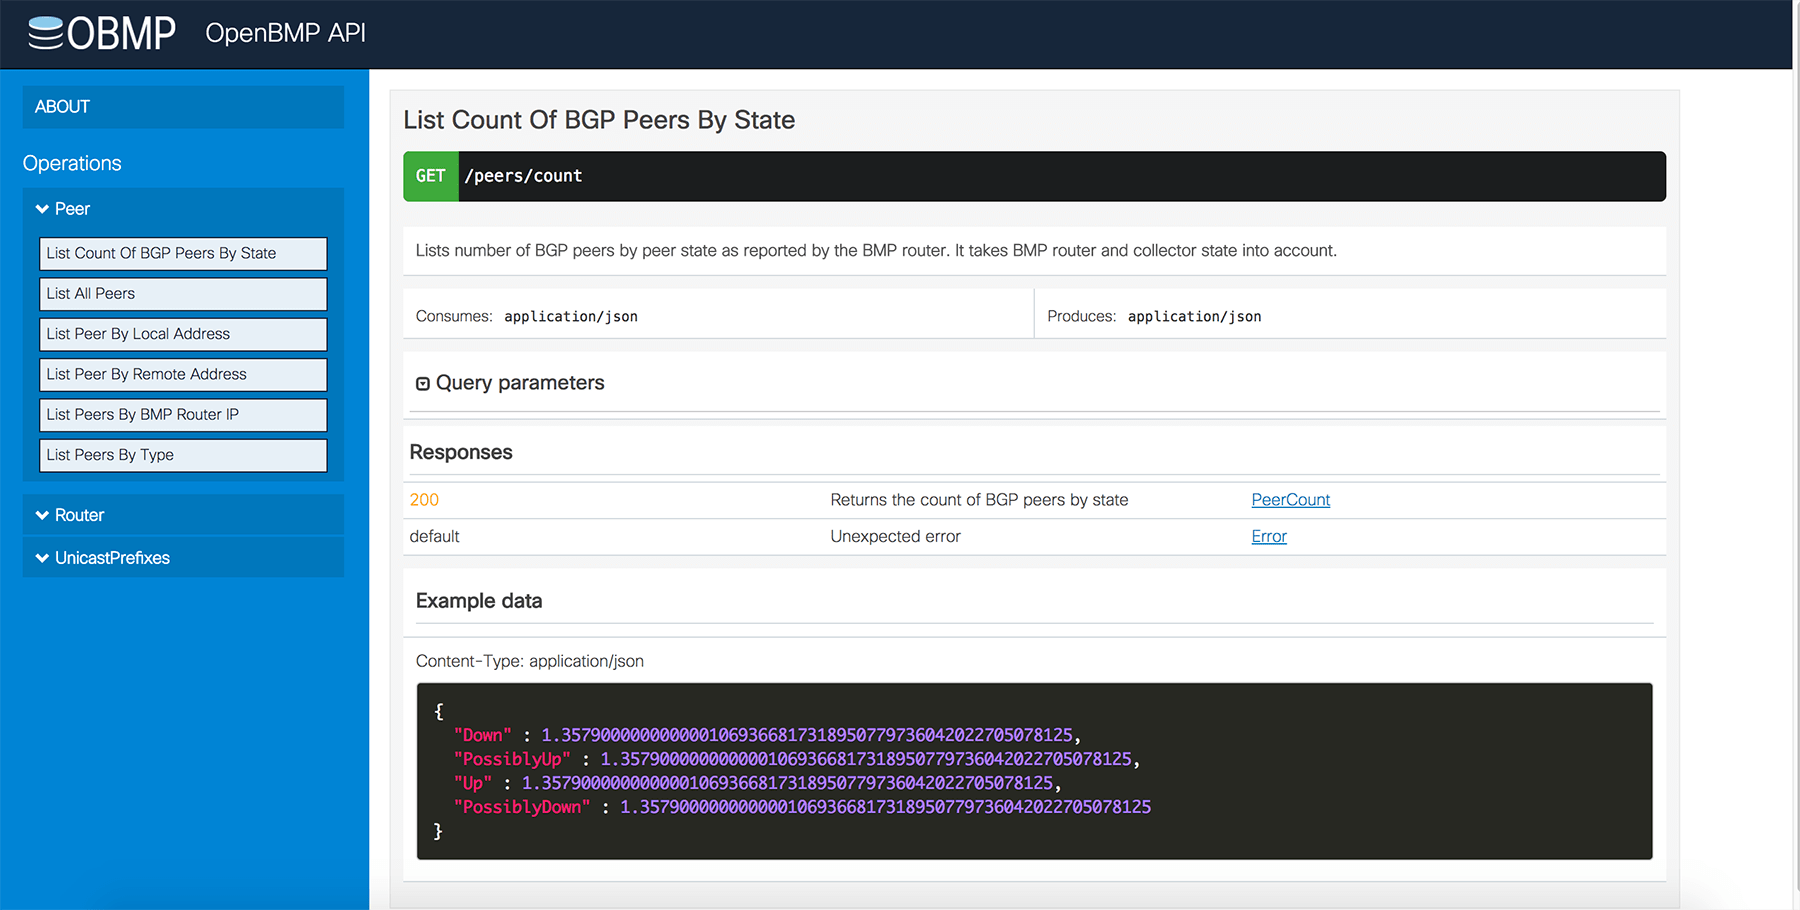 OBMP OpenBMP API
ABOUT
Operations
Peer
List Count Of BGP Peers By State
List All Peers
List Peer By Local Address
List Peer By Remote Address
List Peers By BMP Router IP
List Peers By Type
Router
UnicastPrefixes
List Count Of BGP Peers By State
GET /peers/count
Lists number of BGP peers by peer state as reported by the BMP router. It takes BMP router and collector state into account.
Consumes: application/json Produces: application/json
Query parameters
Responses
200 Returns the count of BGP peers by state PeerCount
default Unexpected error Error
Example data
Content-Type: application/json
{
"Down" : 1.3579000000000001069366817318950779736042022705078125,
"PossiblyUp" : 1.3579000000000001069366817318950779736042022705078125,
"Up" : 1.3579000000000001069366817318950779736042022705078125,
"PossiblyDown" : 1.3579000000000001069366817318950779736042022705078125
}